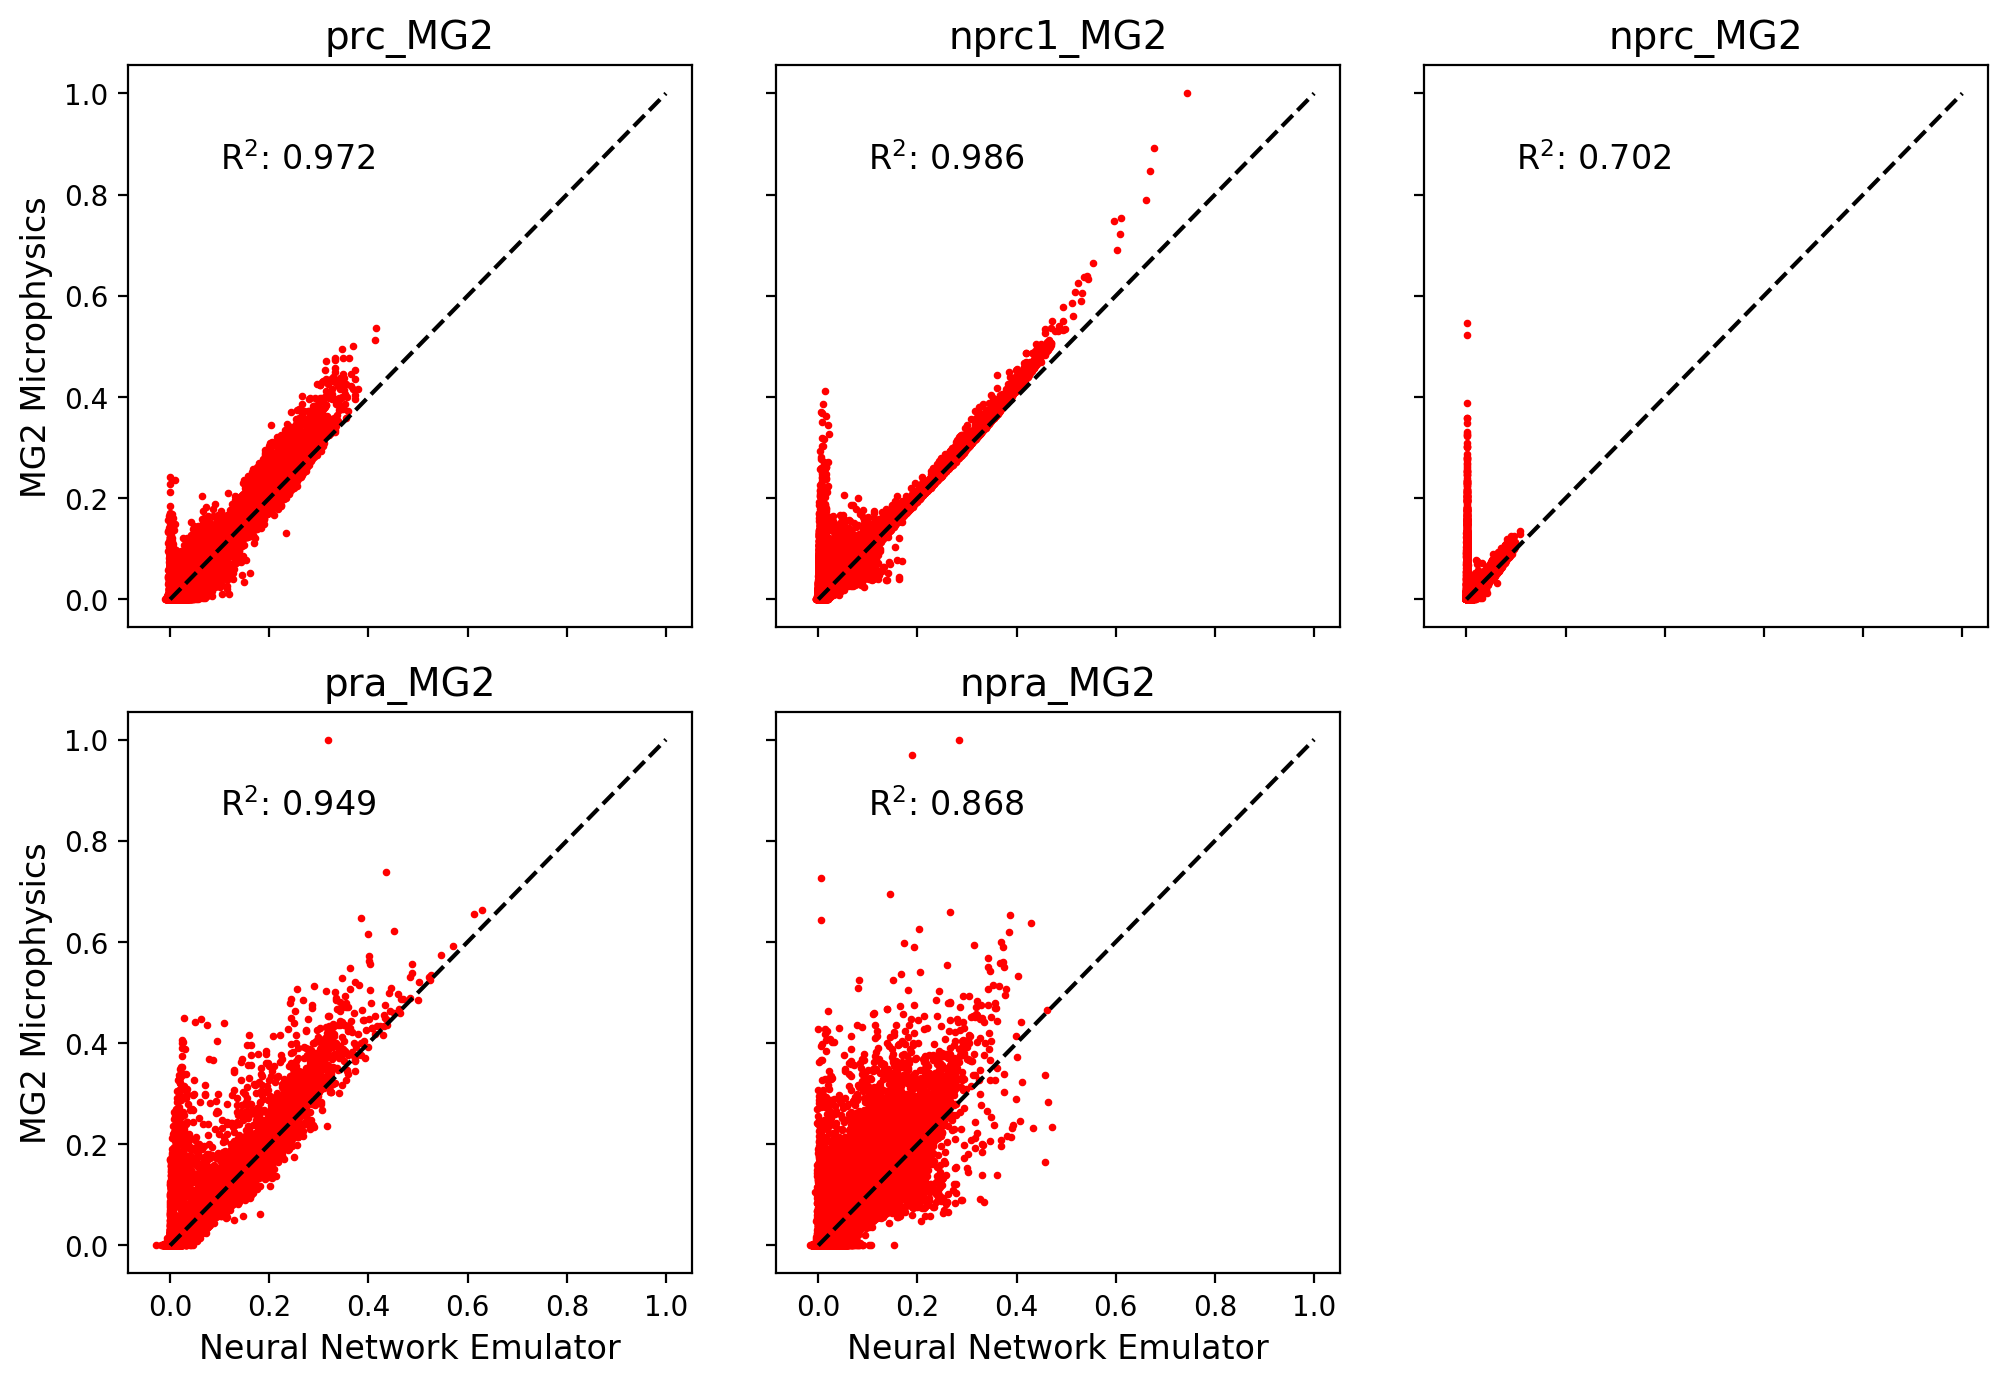 prc_MG2
nprc1_MG2
nprc_MG2
MG2 Microphysics
1.0
0.8
0.6
0.4
0.2
0.0
R²: 0.972
R²: 0.986
R²: 0.702
pra_MG2
npra_MG2
MG2 Microphysics
1.0
0.8
0.6
0.4
0.2
0.0
R²: 0.949
R²: 0.868
0.0 0.2 0.4 0.6 0.8 1.0
0.0 0.2 0.4 0.6 0.8 1.0
Neural Network Emulator
Neural Network Emulator